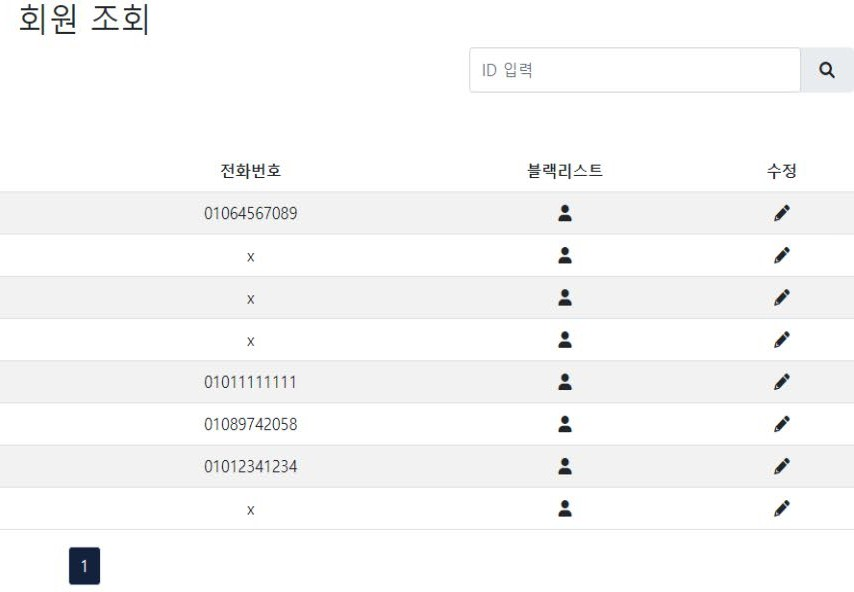 회원 조회
ID 입력
전화번호 블랙리스트 수정
01064567089
x
x
x
01011111111
01089742058
01012341234
x
1